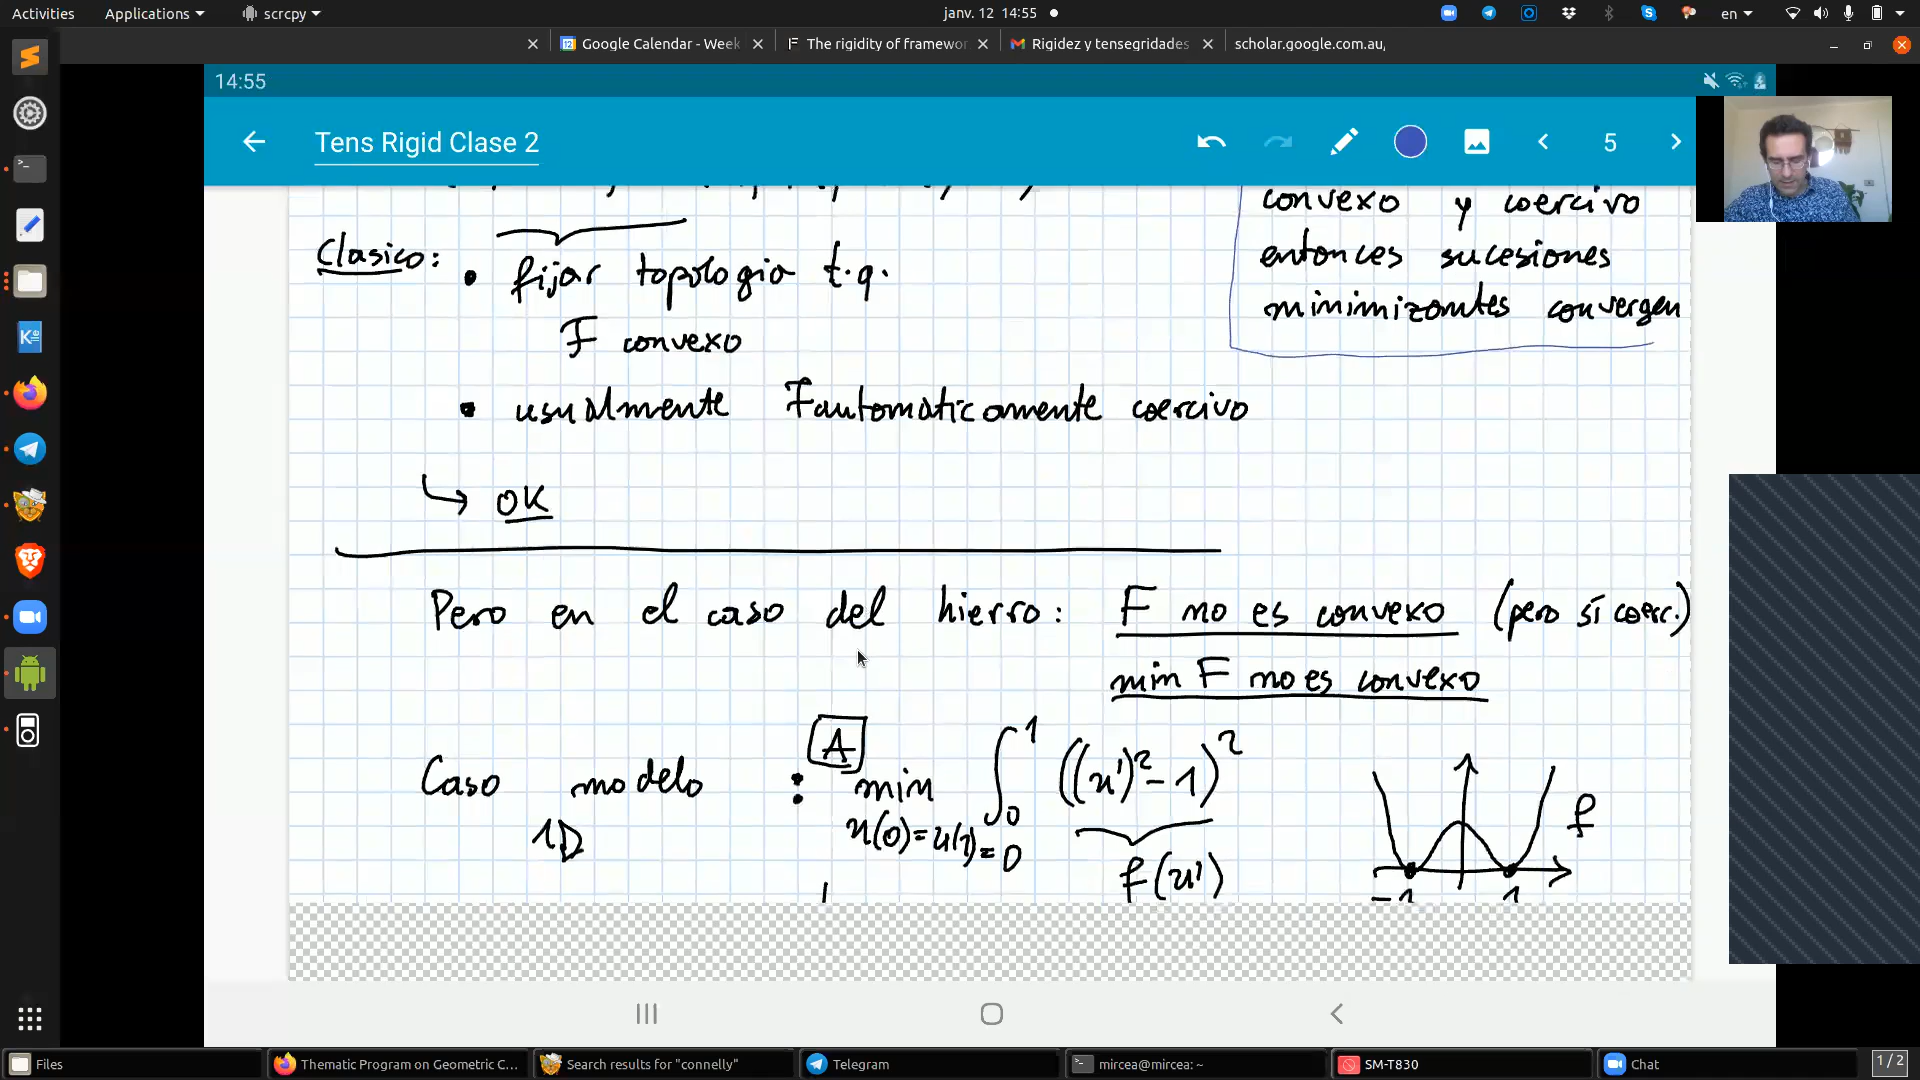 Activities Applications scrcpy janv. 12 14:55 en
Google Calendar - Week The rigidity of framewor Rigidez y tensegridades scholar.google.com.au,
14:55
Tens Rigid Clase 2 5
convexo y coercivo
entonces sucesiones
minimizantes convergen
Clasico:
• fijar topologia t.q.
F convexo
• usualmente F automaticamente coercivo
↳ OK
Pero en el caso del hierro: F no es convexo (pero sí coerc.)
min F no es convexo
Caso modelo 1D : A min u(0)=u(1)=0 ∫₀¹ ((u')²-1)² f
f(u') -1 1
Files Thematic Program on Geometric C... Search results for "connelly" Telegram mircea@mircea: ~ SM-T830 Chat 1 / 2